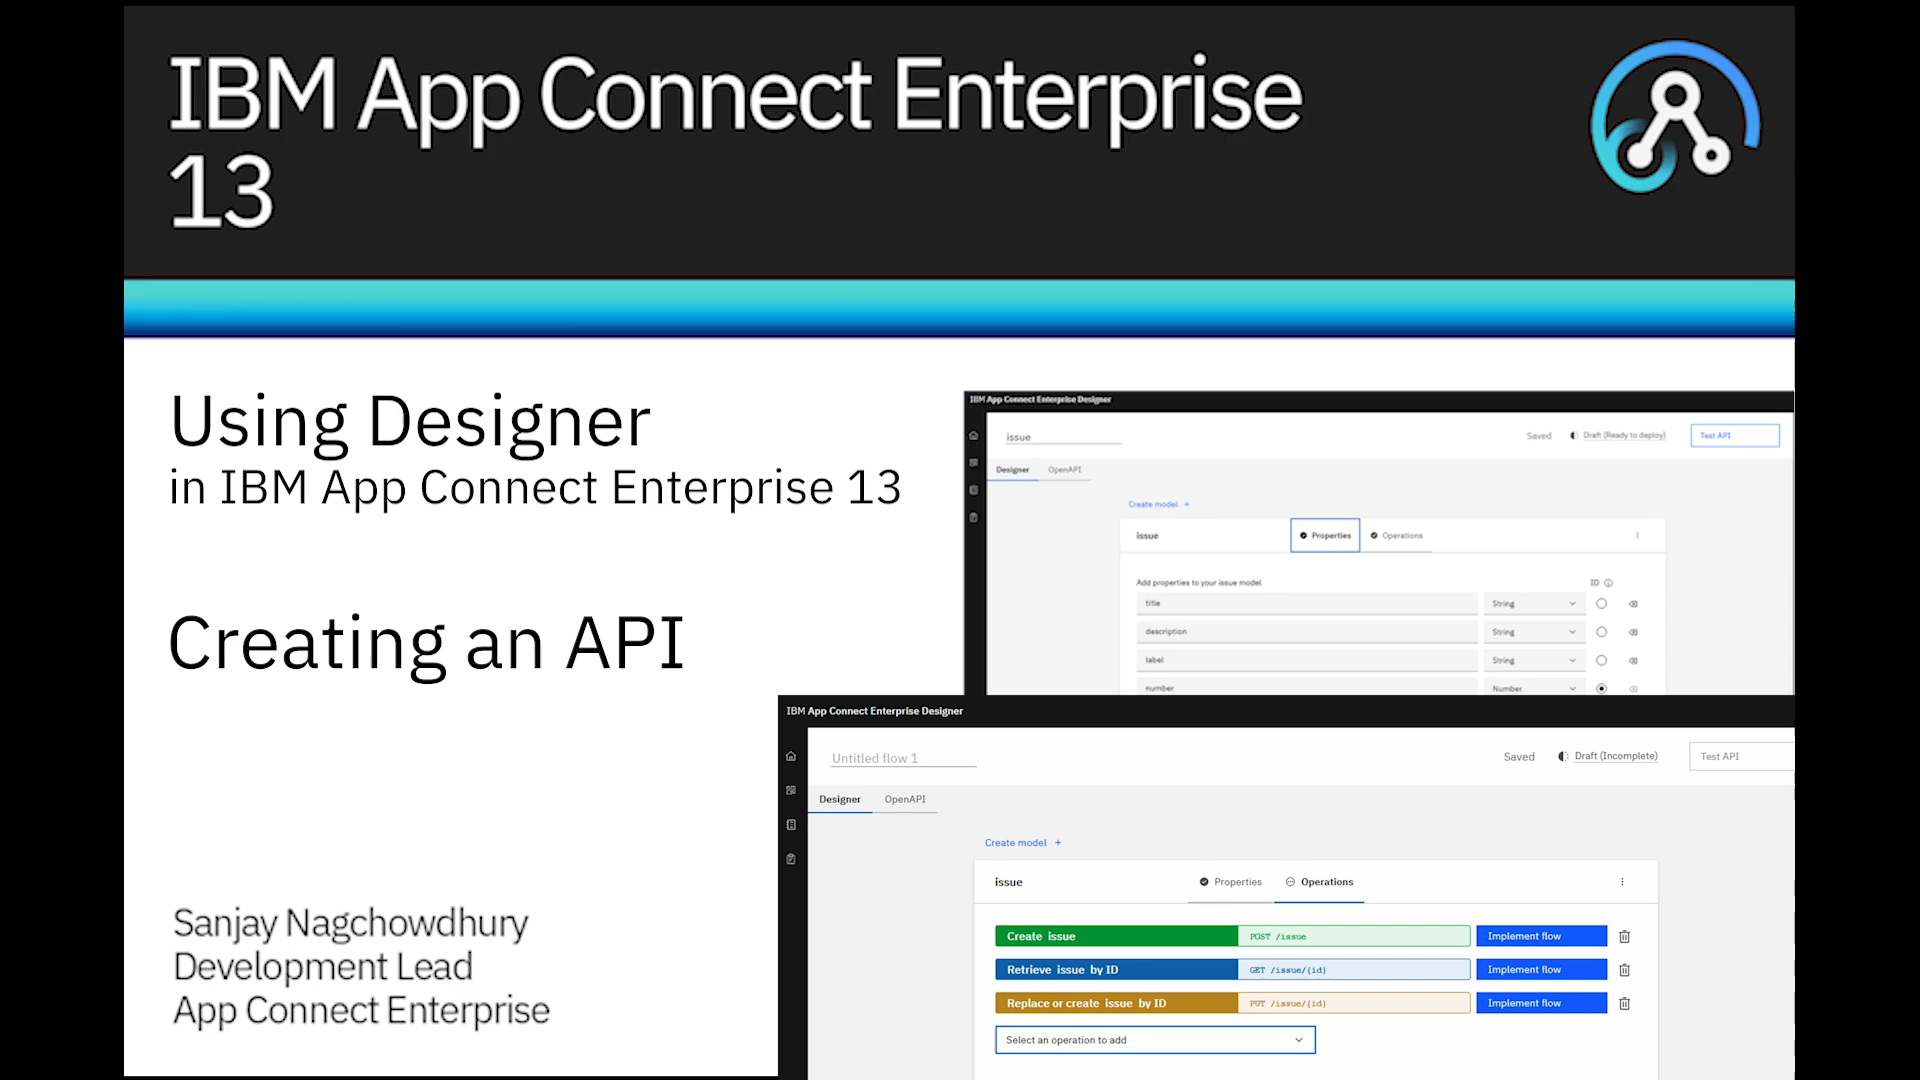 IBM App Connect Enterprise
13
Using Designer
in IBM App Connect Enterprise 13
Creating an API
Sanjay Nagchowdhury
Development Lead
App Connect Enterprise
IBM App Connect Enterprise Designer
issue
Saved
Draft (Ready to deploy)
Test API
Designer
OpenAPI
Create model +
issue
Properties
Operations
Add properties to your issue model
ID
title
String
description
String
label
String
number
Number
IBM App Connect Enterprise Designer
Untitled flow 1
Saved
Draft (Incomplete)
Test API
Designer
OpenAPI
Create model +
issue
Properties
Operations
Create issue
POST /issue
Implement flow
Retrieve issue by ID
GET /issue/{id}
Implement flow
Replace or create issue by ID
PUT /issue/{id}
Implement flow
Select an operation to add